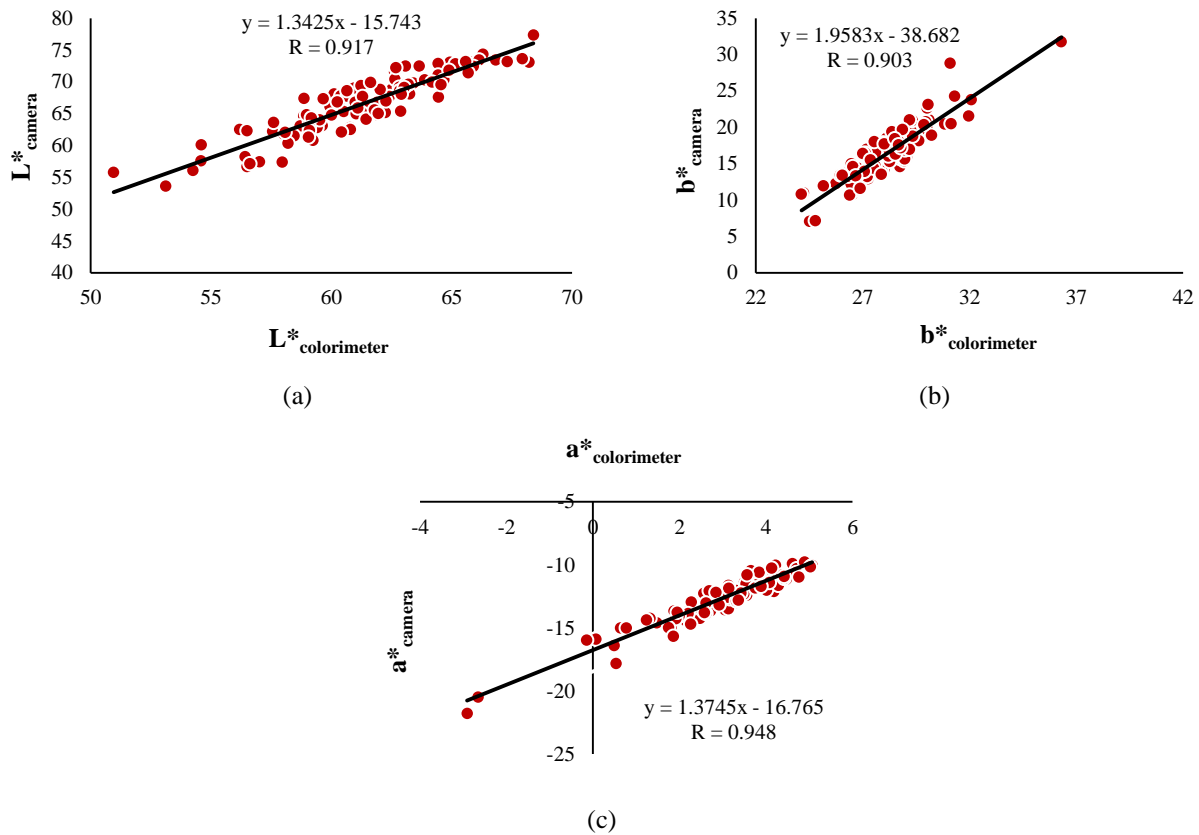 y = 1.3425x - 15.743
R = 0.917
80
75
70
65
60
55
50
45
40
50 55 60 65 70
L*camera
L*colorimeter
(a)
y = 1.9583x - 38.682
R = 0.903
35
30
25
20
15
10
5
0
22 27 32 37 42
b*camera
b*colorimeter
(b)
a*colorimeter
-5
-4 -2 0 2 4 6
-10
-15
-20
-25
a*camera
y = 1.3745x - 16.765
R = 0.948
(c)